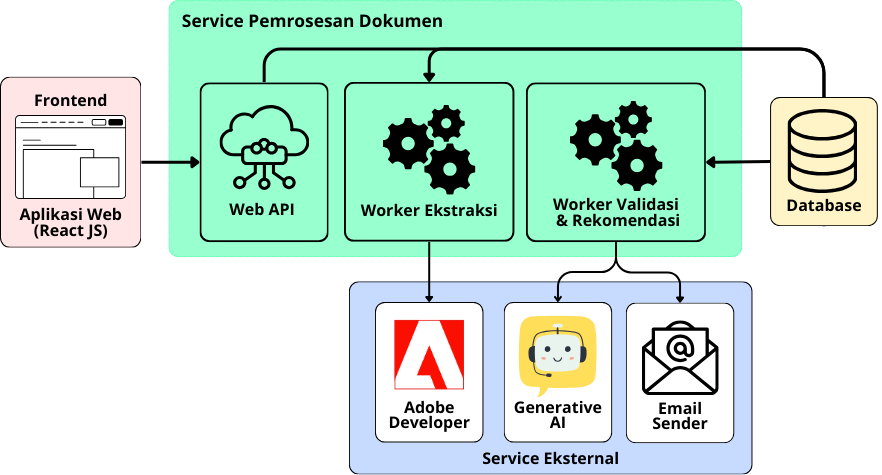 Service Pemrosesan Dokumen
Frontend
Aplikasi Web
(React JS)
Web API
Worker Ekstraksi
Worker Validasi
& Rekomendasi
Database
Adobe
Developer
Generative
AI
@
Email
Sender
Service Eksternal